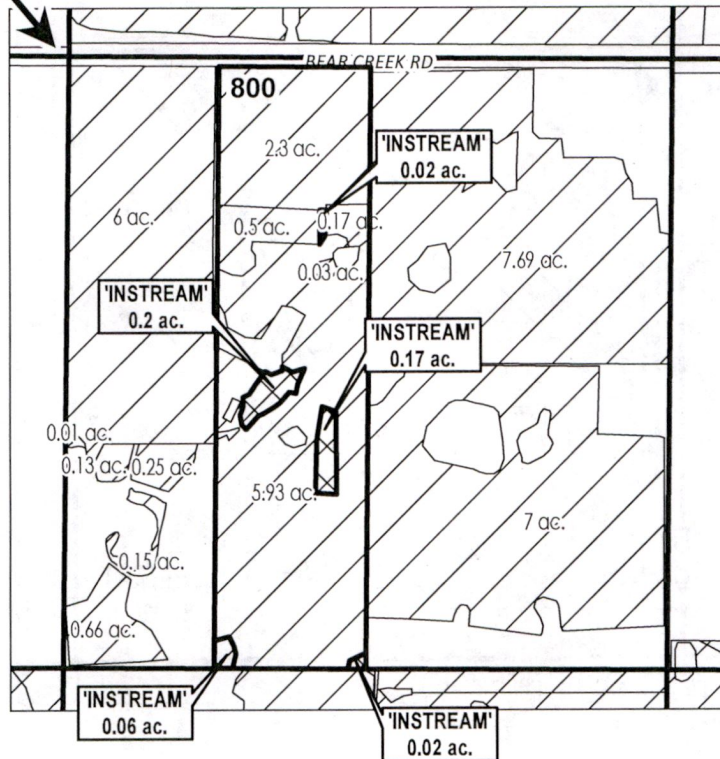 BEAR CREEK RD
800
2.3 ac.
'INSTREAM'
0.02 ac.
6 ac.
0.5 ac.
0.17 ac.
0.03 ac.
7.69 ac.
'INSTREAM'
0.2 ac.
'INSTREAM'
0.17 ac.
0.01 ac.
0.13 ac.
0.25 ac.
5.93 ac.
7 ac.
0.15 ac.
0.66 ac.
'INSTREAM'
0.06 ac.
'INSTREAM'
0.02 ac.